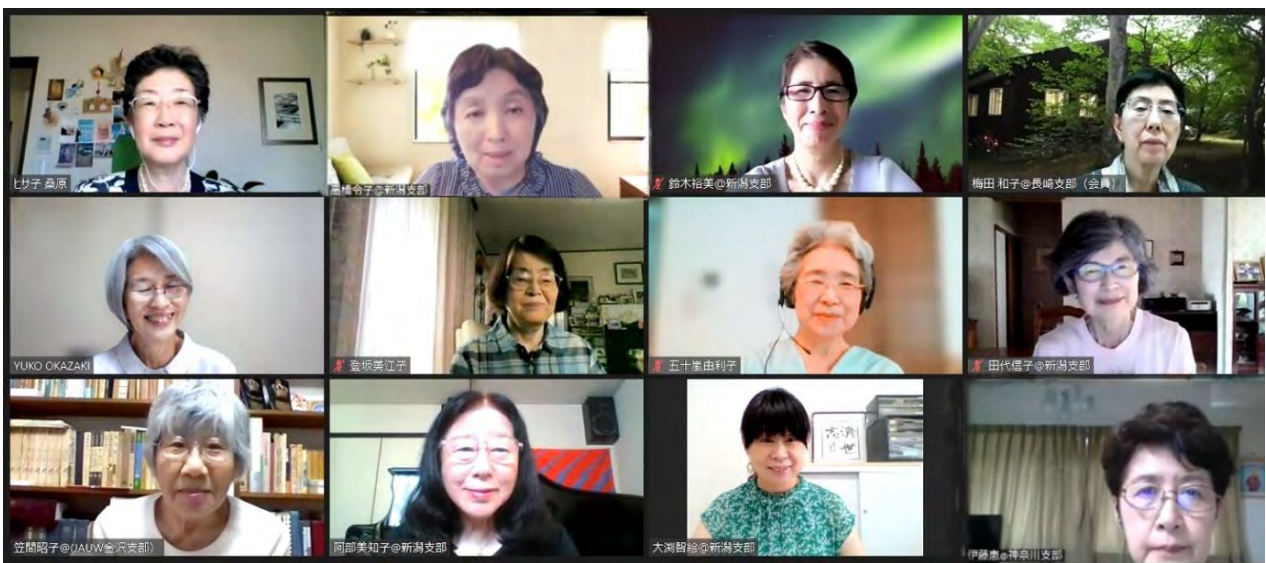 ヒサ子 桑原
高橋令子@新潟支部
鈴木裕美@新潟支部
梅田 和子@長崎支部（会員）
YUKO OKAZAKI
登坂美江子
五十嵐由利子
田代信子@新潟支部
笠間昭子@(JAUW金沢支部）
阿部美知子@新潟支部
大渕智絵@新潟支部
伊藤恵@神奈川支部